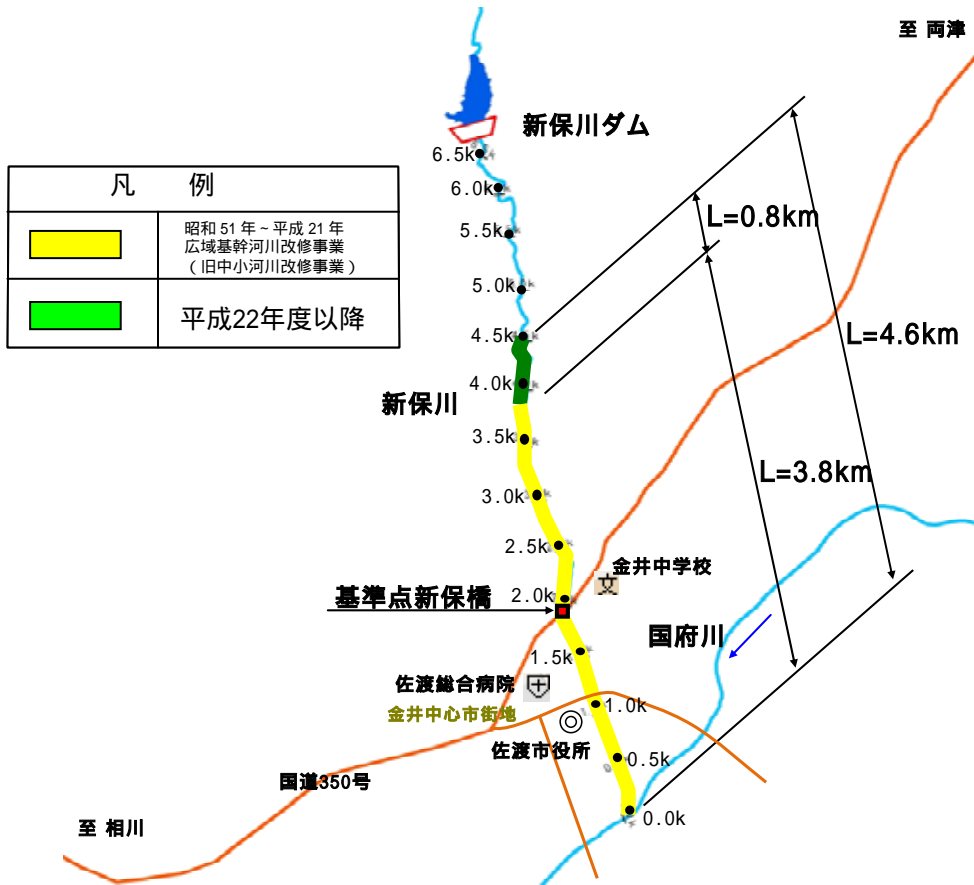 至 両津
新保川ダム
6.5k
6.0k
5.5k
5.0k
4.5k
4.0k
3.5k
3.0k
2.5k
2.0k
1.5k
1.0k
0.5k
0.0k
凡 例
昭和 51 年 ~ 平成 21 年
広域基幹河川改修事業
( 旧中小河川改修事業 )
平成22年度以降
L=0.8km
L=4.6km
L=3.8km
新保川
金井中学校
文
基準点新保橋
国府川
佐渡総合病院
金井中心市街地
佐渡市役所
国道350号
至 相川